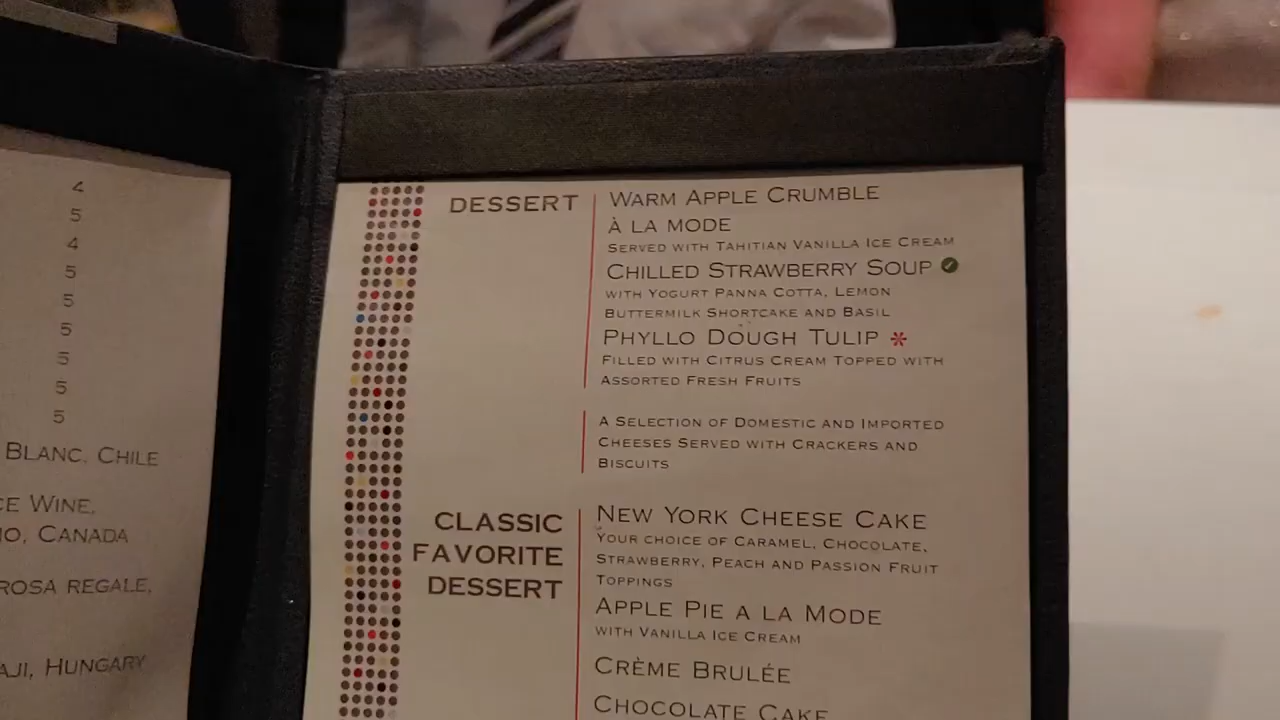 4
5
4
5
5
5
5
5
5
BLANC, CHILE
CE WINE,
IO, CANADA
ROSA REGALE,
AJI, HUNGARY
DESSERT
WARM APPLE CRUMBLE
À LA MODE
SERVED WITH TAHITIAN VANILLA ICE CREAM
CHILLED STRAWBERRY SOUP
WITH YOGURT PANNA COTTA, LEMON
BUTTERMILK SHORTCAKE AND BASIL
PHYLLO DOUGH TULIP *
FILLED WITH CITRUS CREAM TOPPED WITH
ASSORTED FRESH FRUITS
A SELECTION OF DOMESTIC AND IMPORTED
CHEESES SERVED WITH CRACKERS AND
BISCUITS
CLASSIC
FAVORITE
DESSERT
NEW YORK CHEESE CAKE
YOUR CHOICE OF CARAMEL, CHOCOLATE,
STRAWBERRY, PEACH AND PASSION FRUIT
TOPPINGS
APPLE PIE A LA MODE
WITH VANILLA ICE CREAM
CRÈME BRULÉE
CHOCOLATE CAKE